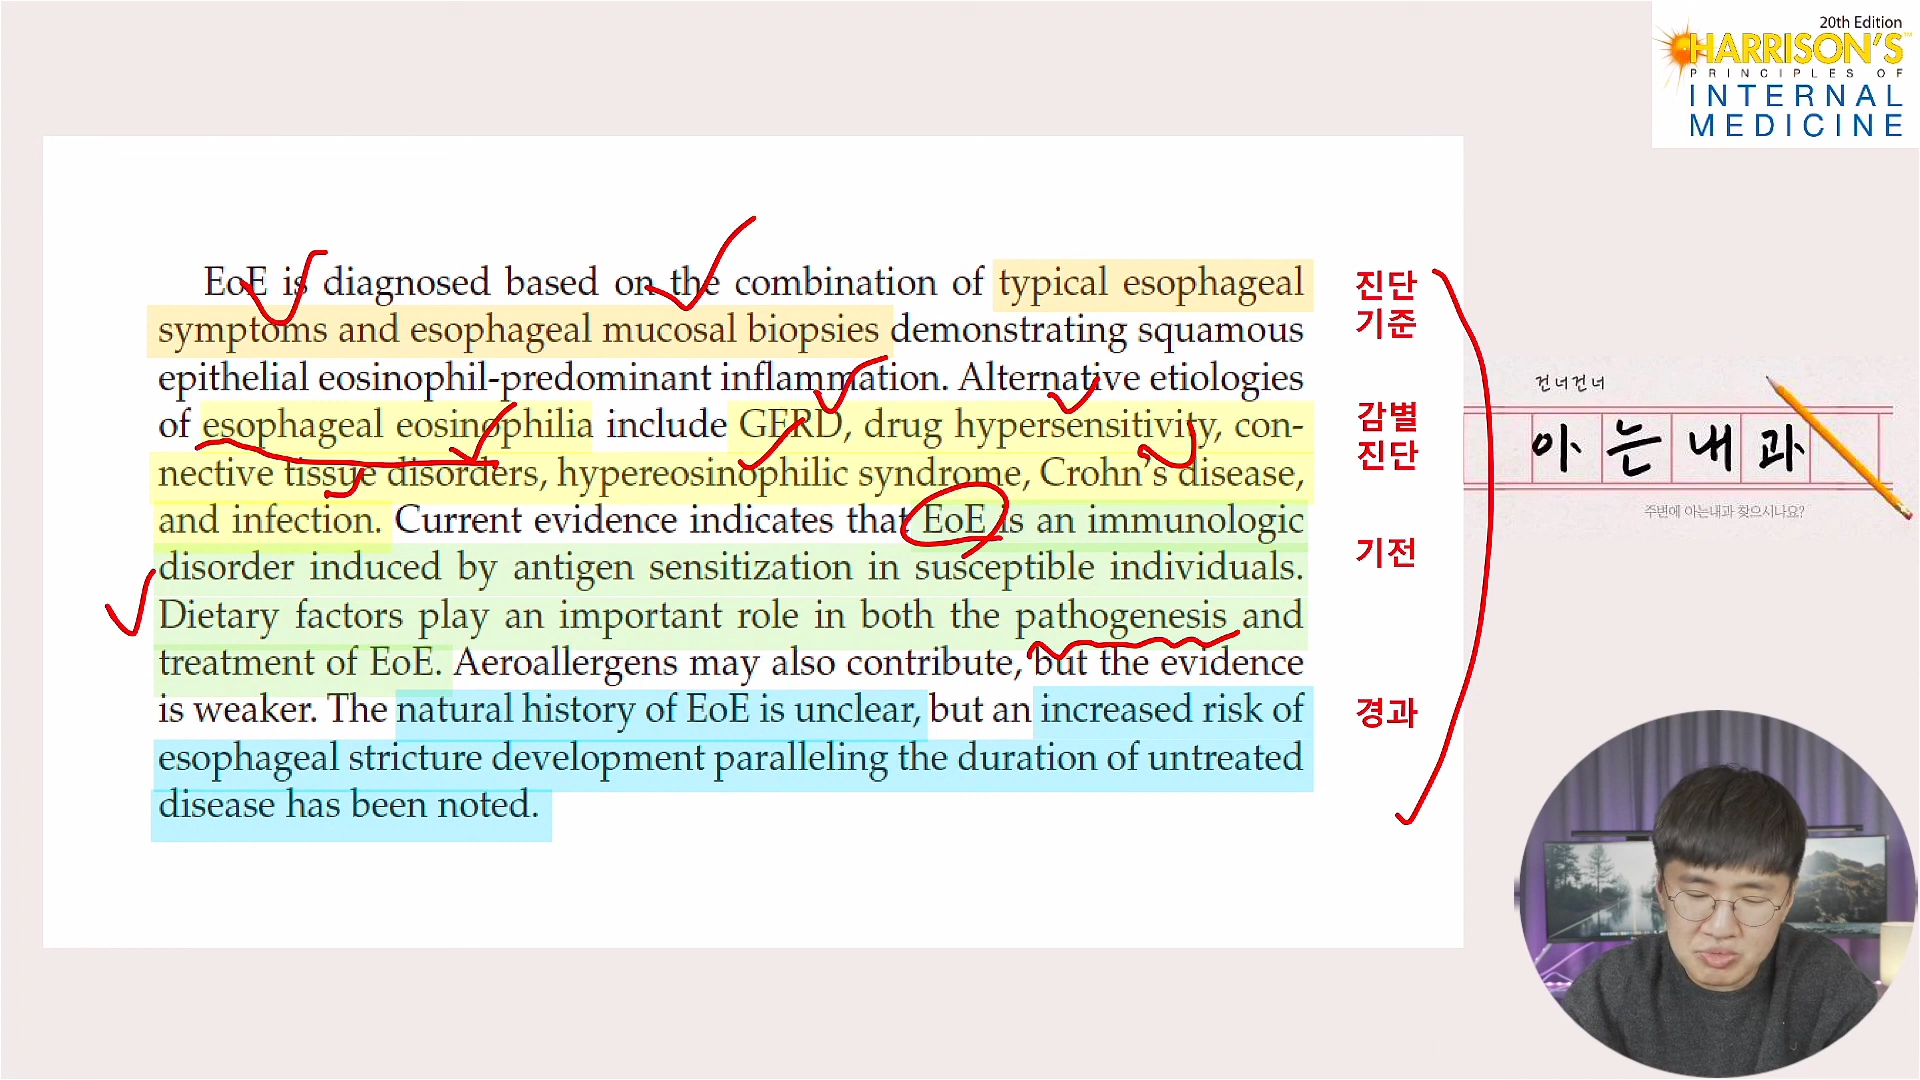 20th Edition
HARRISON'S™
PRINCIPLES OF
INTERNAL
MEDICINE
EoE is diagnosed based on the combination of typical esophageal
symptoms and esophageal mucosal biopsies demonstrating squamous
epithelial eosinophil-predominant inflammation. Alternative etiologies
of esophageal eosinophilia include GERD, drug hypersensitivity, con-
nective tissue disorders, hypereosinophilic syndrome, Crohn's disease,
and infection. Current evidence indicates that EoE is an immunologic
disorder induced by antigen sensitization in susceptible individuals.
Dietary factors play an important role in both the pathogenesis and
treatment of EoE. Aeroallergens may also contribute, but the evidence
is weaker. The natural history of EoE is unclear, but an increased risk of
esophageal stricture development paralleling the duration of untreated
disease has been noted.
진단
기준
감별
진단
기전
경과
건너건너
아는내과
주변에 아는내과 찾으시나요?